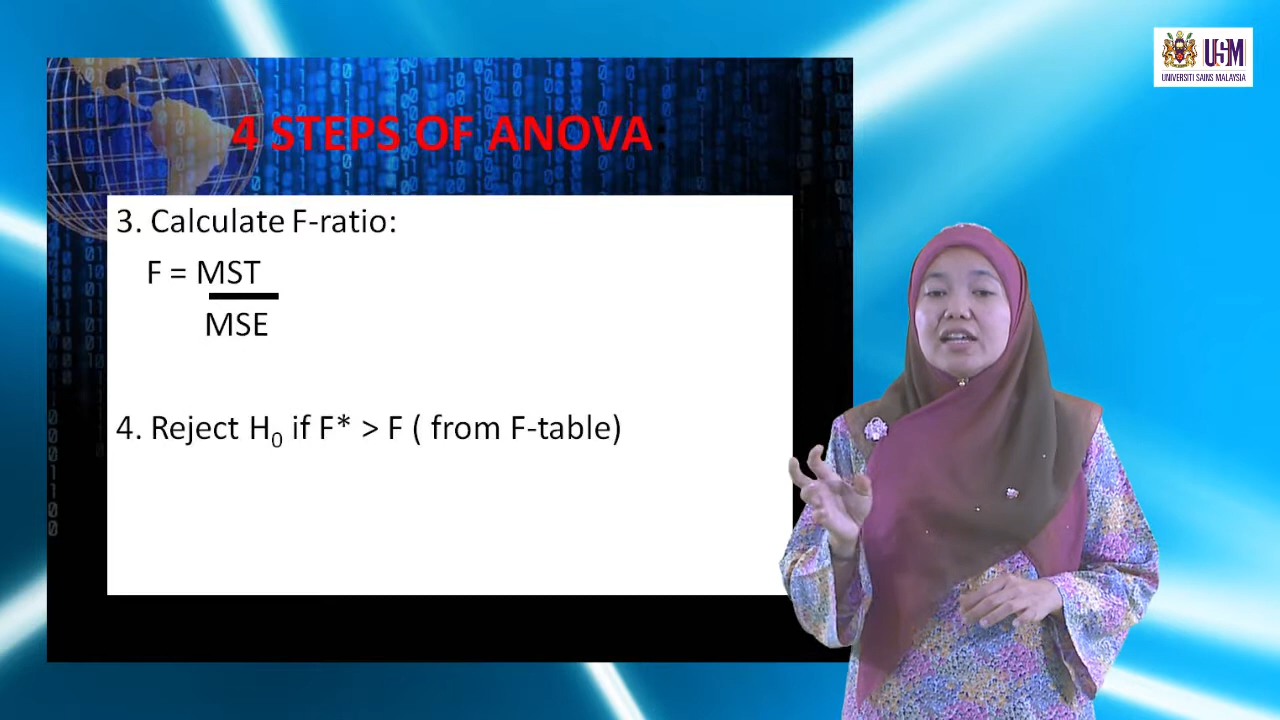 USM
UNIVERSITI SAINS MALAYSIA
4 STEPS OF ANOVA:
3. Calculate F-ratio:
F = MST
MSE
4. Reject H₀ if F* > F ( from F-table)